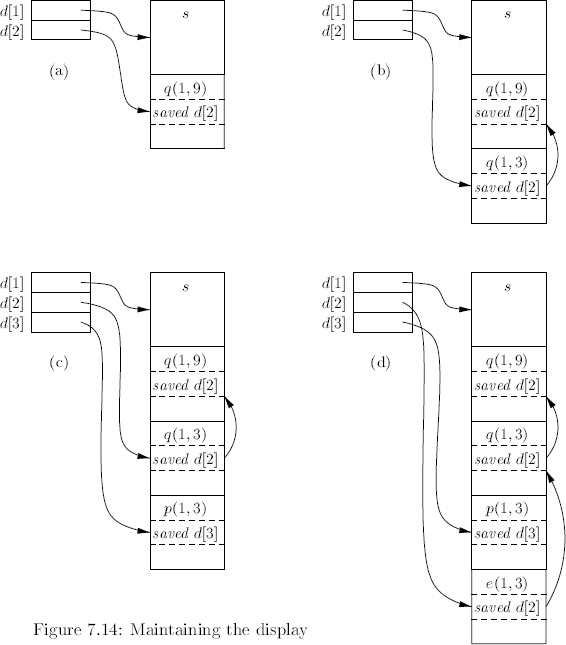 d[1]
d[2]
(a)
s
q(1, 9)
saved d[2]
d[1]
d[2]
(b)
s
q(1, 9)
saved d[2]
q(1, 3)
saved d[2]
d[1]
d[2]
d[3]
(c)
s
q(1, 9)
saved d[2]
q(1, 3)
saved d[2]
p(1, 3)
saved d[3]
d[1]
d[2]
d[3]
(d)
s
q(1, 9)
saved d[2]
q(1, 3)
saved d[2]
p(1, 3)
saved d[3]
e(1, 3)
saved d[2]
Figure 7.14: Maintaining the display